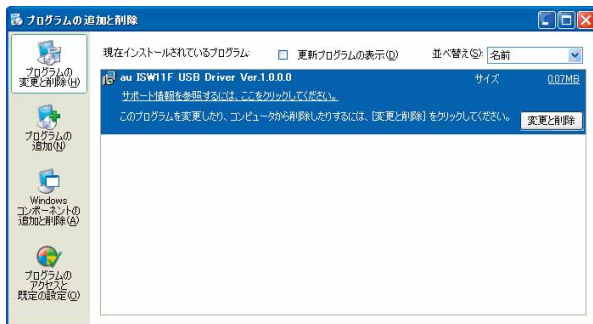 プログラムの追加と削除
プログラムの
変更と削除(H)
プログラムの
追加(N)
Windows
コンポーネントの
追加と削除(A)
プログラムの
アクセスと
既定の設定(O)
現在インストールされているプログラム:
更新プログラムの表示(D)
並べ替え(S):
名前
au ISW11F USB Driver Ver.1.0.0.0
サイズ
0.07MB
サポート情報を参照するには、ここをクリックしてください。
このプログラムを変更したり、コンピュータから削除したりするには、[変更と削除] をクリックしてください。
変更と削除